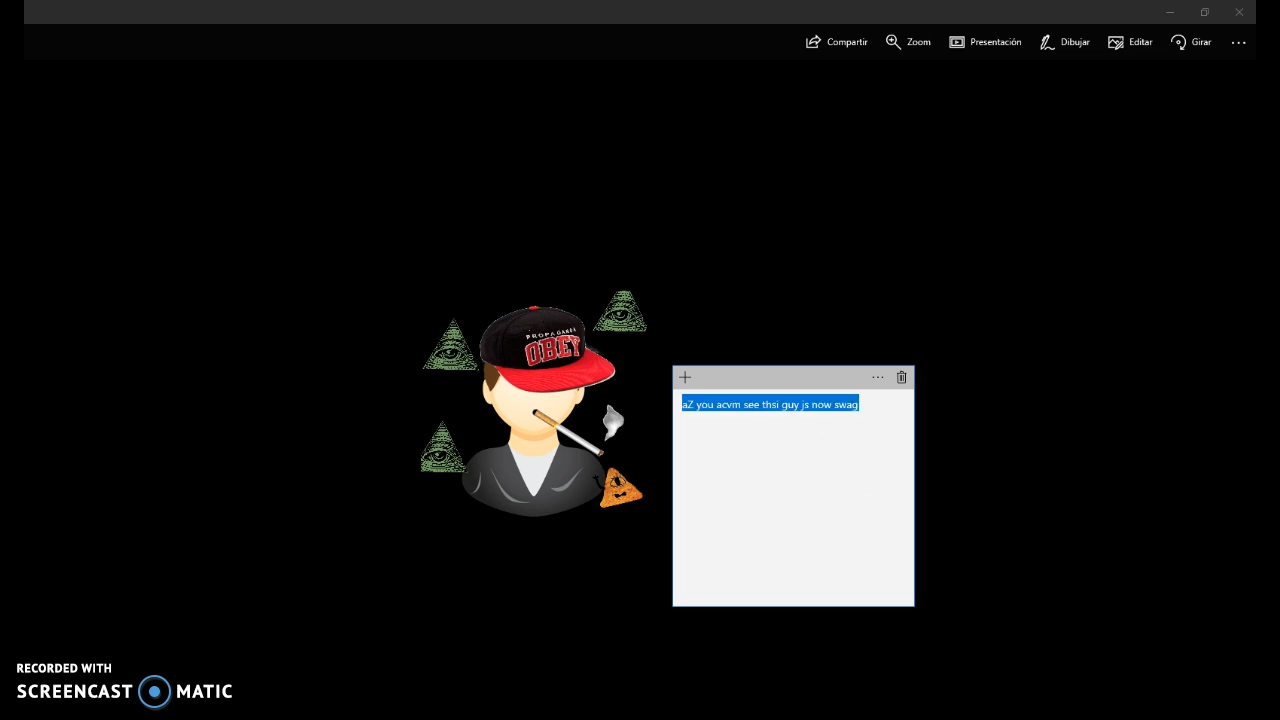 Compartir Zoom Presentación Dibujar Editar Girar
PROPAGANDA
OBEY
aZ you acvm see thsi guy js now swag
RECORDED WITH
SCREENCAST MATIC